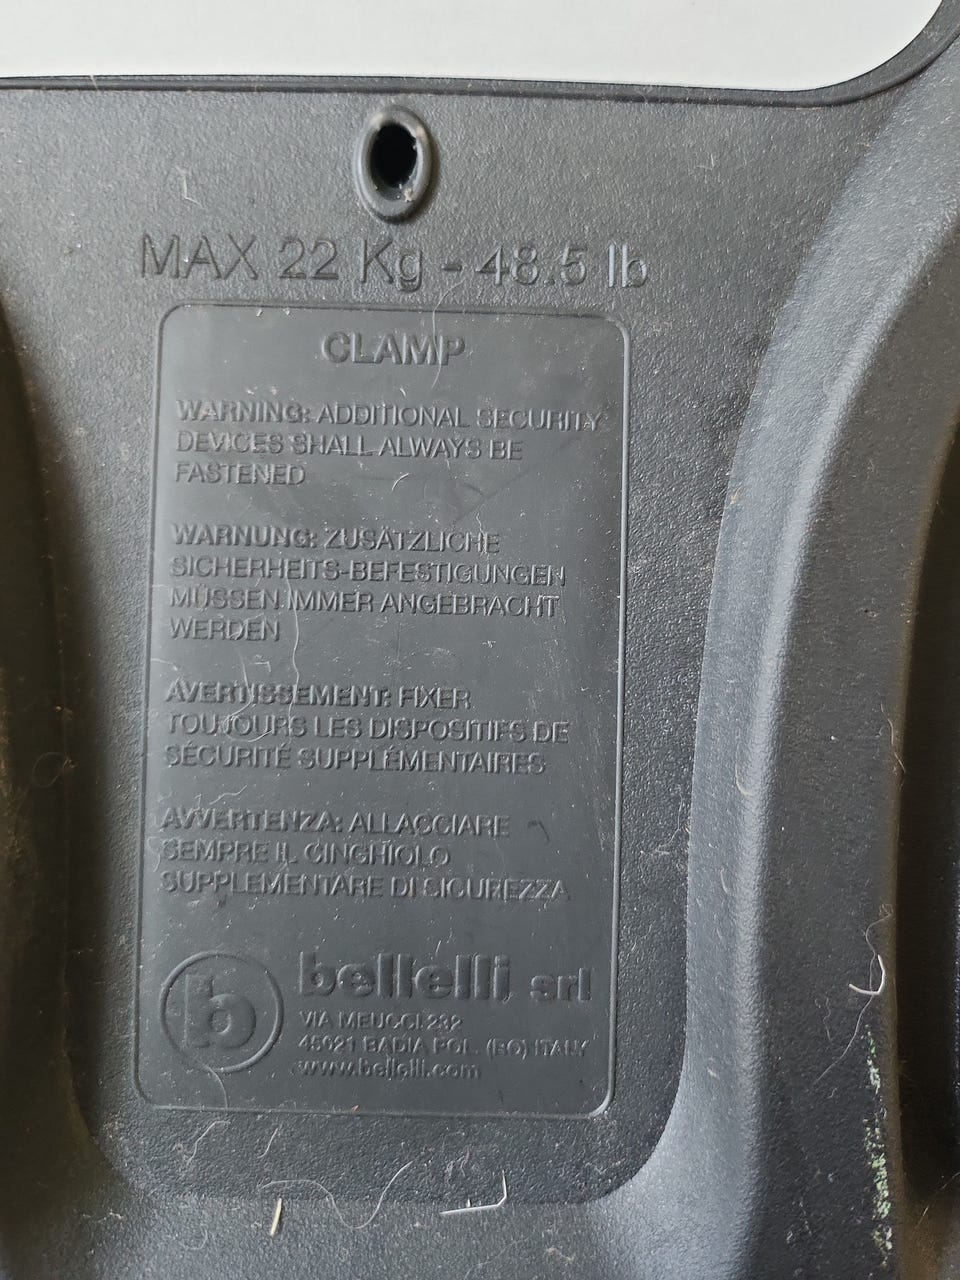 MAX 22 Kg - 48.5 lb
CLAMP
WARNING: ADDITIONAL SECURITY
DEVICES SHALL ALWAYS BE
FASTENED
WARNUNG: ZUSÄTZLICHE
SICHERHEITS-BEFESTIGUNGEN
MÜSSEN IMMER ANGEBRACHT
WERDEN
AVERTISSEMENT: FIXER
TOUJOURS LES DISPOSITIFS DE
SÉCURITÉ SUPPLÉMENTAIRES
AVVERTENZA: ALLACCIARE
SEMPRE IL CINGHIOLO
SUPPLEMENTARE DI SICUREZZA
b bellelli srl
VIA MEUCCI 232
45021 BADIA POL. (RO) ITALY
www.bellelli.com